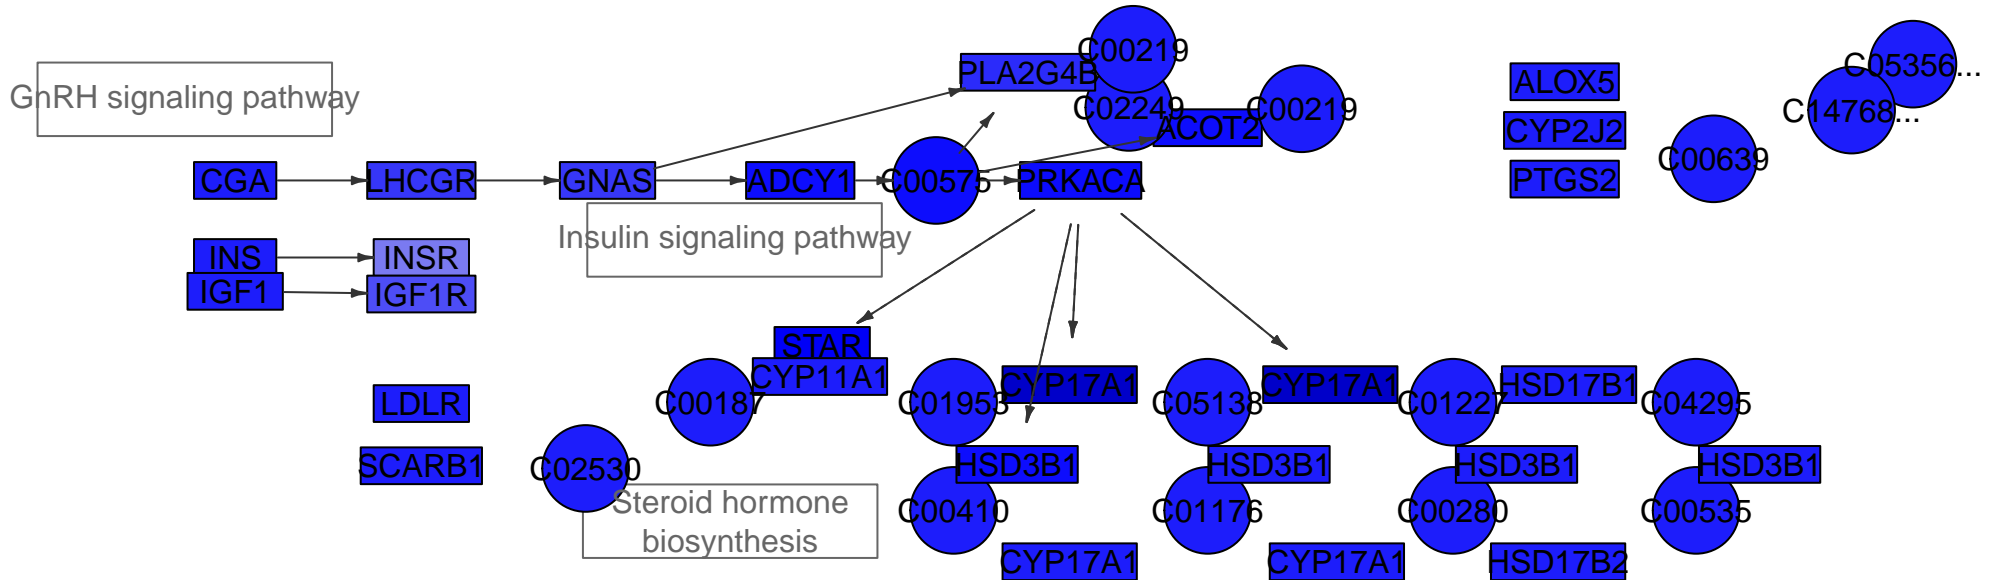 C00219
C05356...
PLA2G4B
ALOX5
GnRH signaling pathway
C02249
C00219
C14768...
ACOT2
CYP2J2
C00639
CGA
LHCGR
GNAS
ADCY1
C00575
PRKACA
PTGS2
Insulin signaling pathway
INS
INSR
IGF1
IGF1R
STAR
CYP11A1
CYP17A1
CYP17A1
HSD17B1
LDLR
C00187
C01953
C05138
C01227
C04295
SCARB1
C02530
HSD3B1
HSD3B1
HSD3B1
HSD3B1
Steroid hormone
biosynthesis
C00410
C01176
C00280
C00535
CYP17A1
CYP17A1
HSD17B2